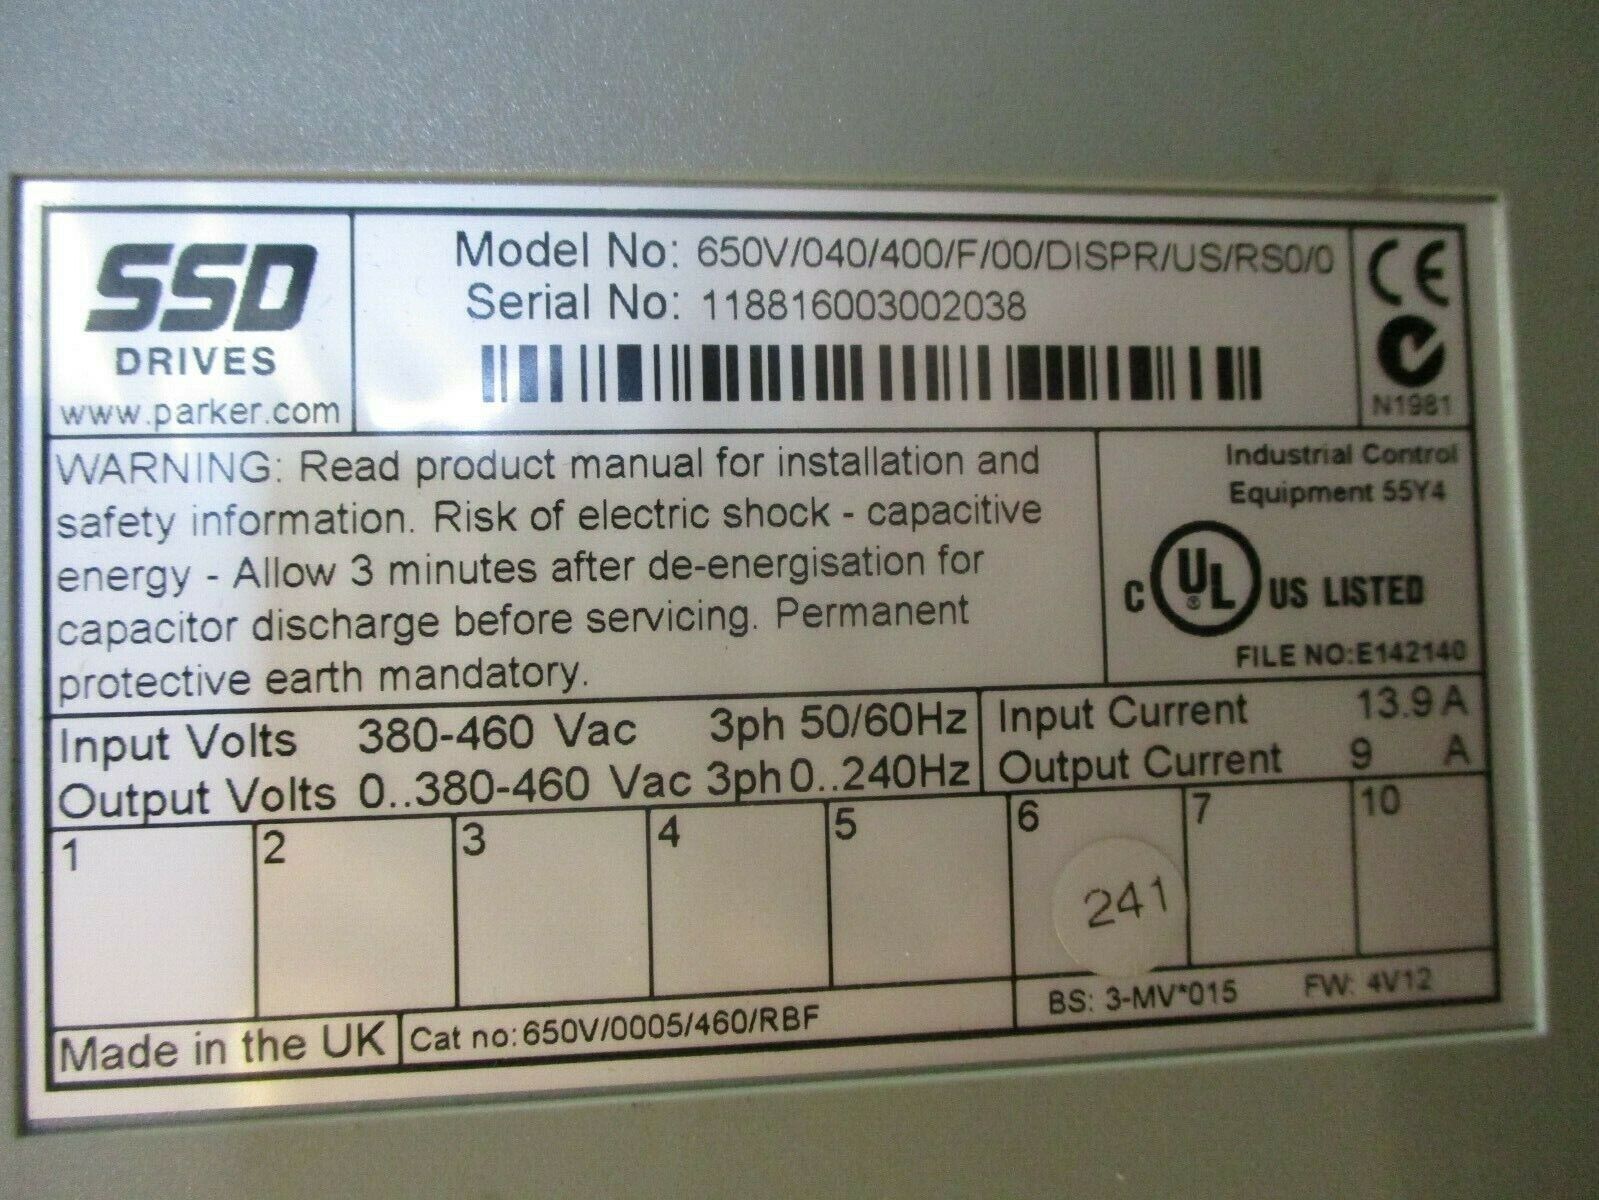 SSD
DRIVES
www.parker.com
Model No: 650V/040/400/F/00/DISPR/US/RS0/0
Serial No: 118816003002038
CE
N1981
WARNING: Read product manual for installation and
safety information. Risk of electric shock - capacitive
energy - Allow 3 minutes after de-energisation for
capacitor discharge before servicing. Permanent
protective earth mandatory.
Industrial Control
Equipment 55Y4
C UL ® US LISTED
FILE NO:E142140
Input Volts 380-460 Vac 3ph 50/60Hz
Output Volts 0..380-460 Vac 3ph 0..240Hz
Input Current 13.9 A
Output Current 9 A
1 2 3 4 5 6 7 10
241
Made in the UK
Cat no:650V/0005/460/RBF
BS: 3-MV*015 FW: 4V12